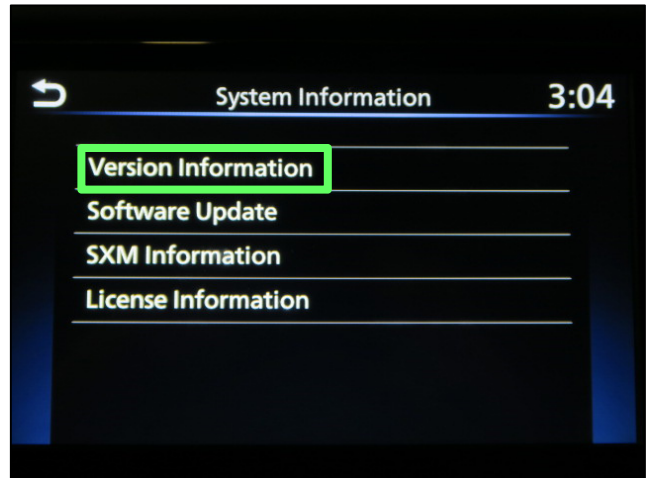 System Information 3:04
Version Information
Software Update
SXM Information
License Information